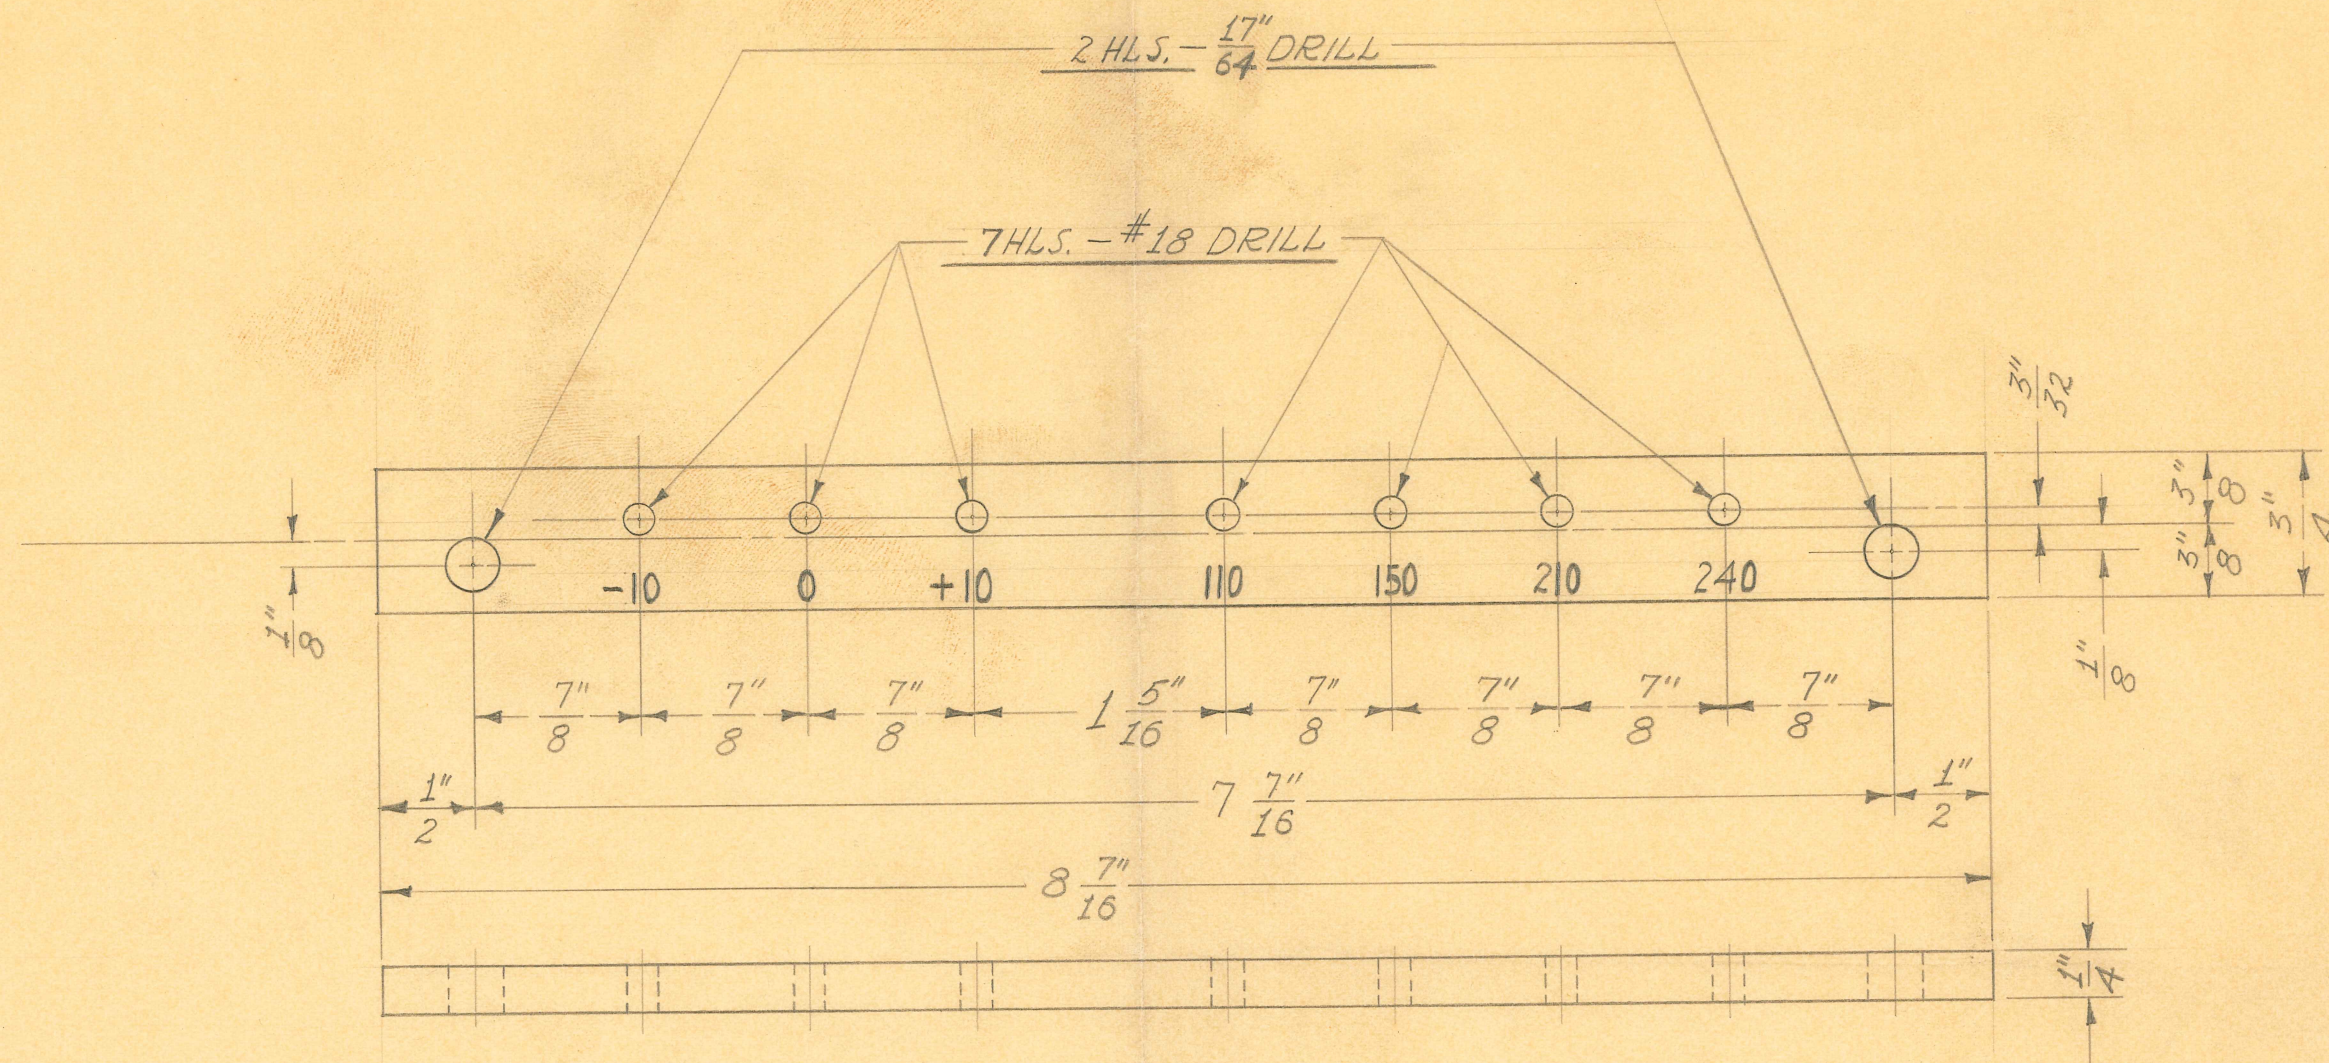 2 HLS. – 17"/64 DRILL
7 HLS. – #18 DRILL
3"/32
3"/8
3"/8
3"/4
1"/8
1"/8
-10 0 +10 110 150 210 240
7"/8 7"/8 7"/8 1 5"/16 7"/8 7"/8 7"/8 7"/8
1"/2 7 7"/16 1"/2
8 7"/16
1"/4